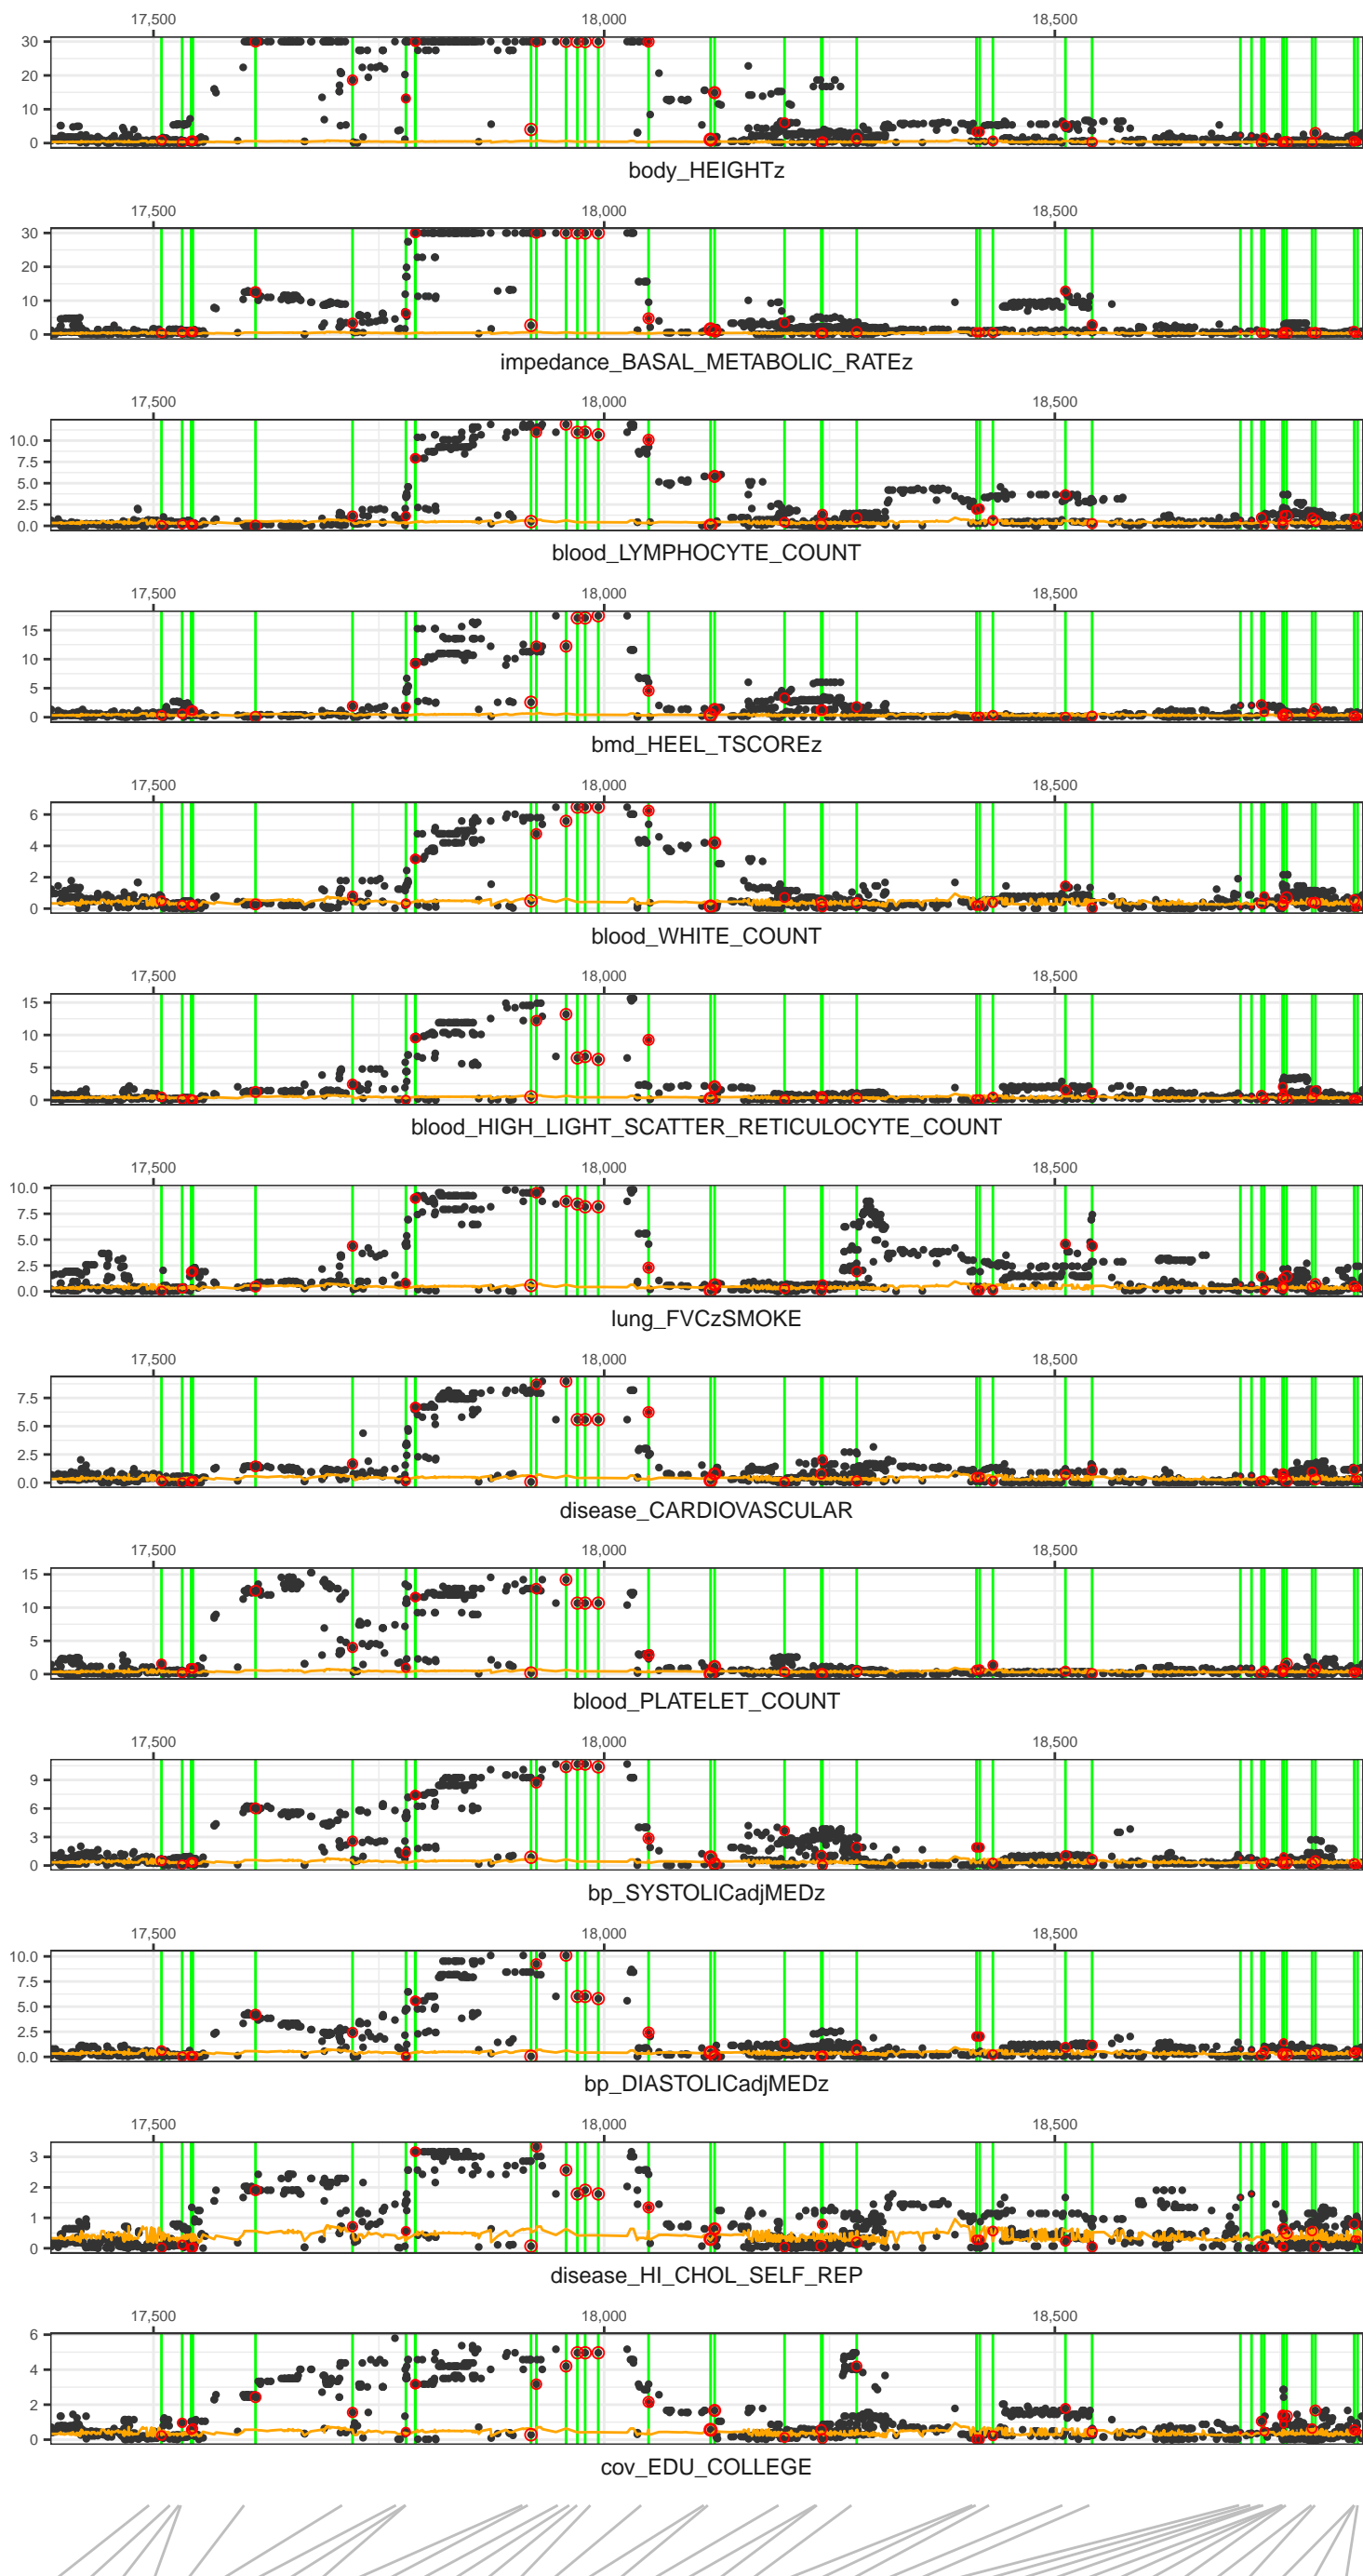 17,500 18,000 18,500
30
20
10
0
body_HEIGHTz
17,500 18,000 18,500
30
20
10
0
impedance_BASAL_METABOLIC_RATEz
17,500 18,000 18,500
10.0
7.5
5.0
2.5
0.0
blood_LYMPHOCYTE_COUNT
17,500 18,000 18,500
15
10
5
0
bmd_HEEL_TSCOREz
17,500 18,000 18,500
6
4
2
0
blood_WHITE_COUNT
17,500 18,000 18,500
15
10
5
0
blood_HIGH_LIGHT_SCATTER_RETICULOCYTE_COUNT
17,500 18,000 18,500
10.0
7.5
5.0
2.5
0.0
lung_FVCzSMOKE
17,500 18,000 18,500
7.5
5.0
2.5
0.0
disease_CARDIOVASCULAR
17,500 18,000 18,500
15
10
5
0
blood_PLATELET_COUNT
17,500 18,000 18,500
9
6
3
0
bp_SYSTOLICadjMEDz
17,500 18,000 18,500
10.0
7.5
5.0
2.5
0.0
bp_DIASTOLICadjMEDz
17,500 18,000 18,500
3
2
1
0
disease_HI_CHOL_SELF_REP
17,500 18,000 18,500
6
4
2
0
cov_EDU_COLLEGE